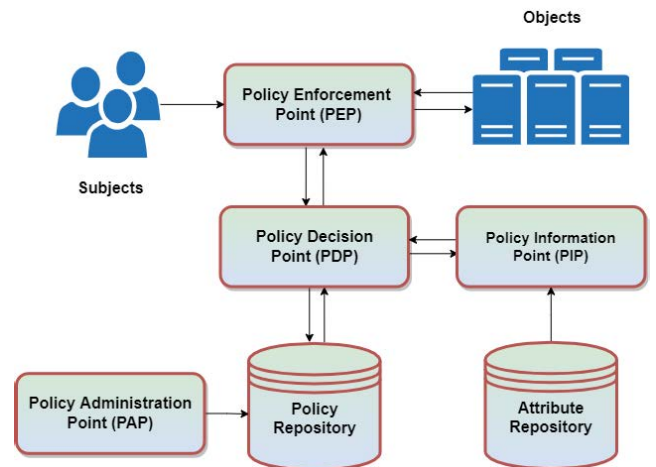 Objects
Policy Enforcement
Point (PEP)
Subjects
Policy Decision
Point (PDP)
Policy Information
Point (PIP)
Policy Administration
Point (PAP)
Policy
Repository
Attribute
Repository